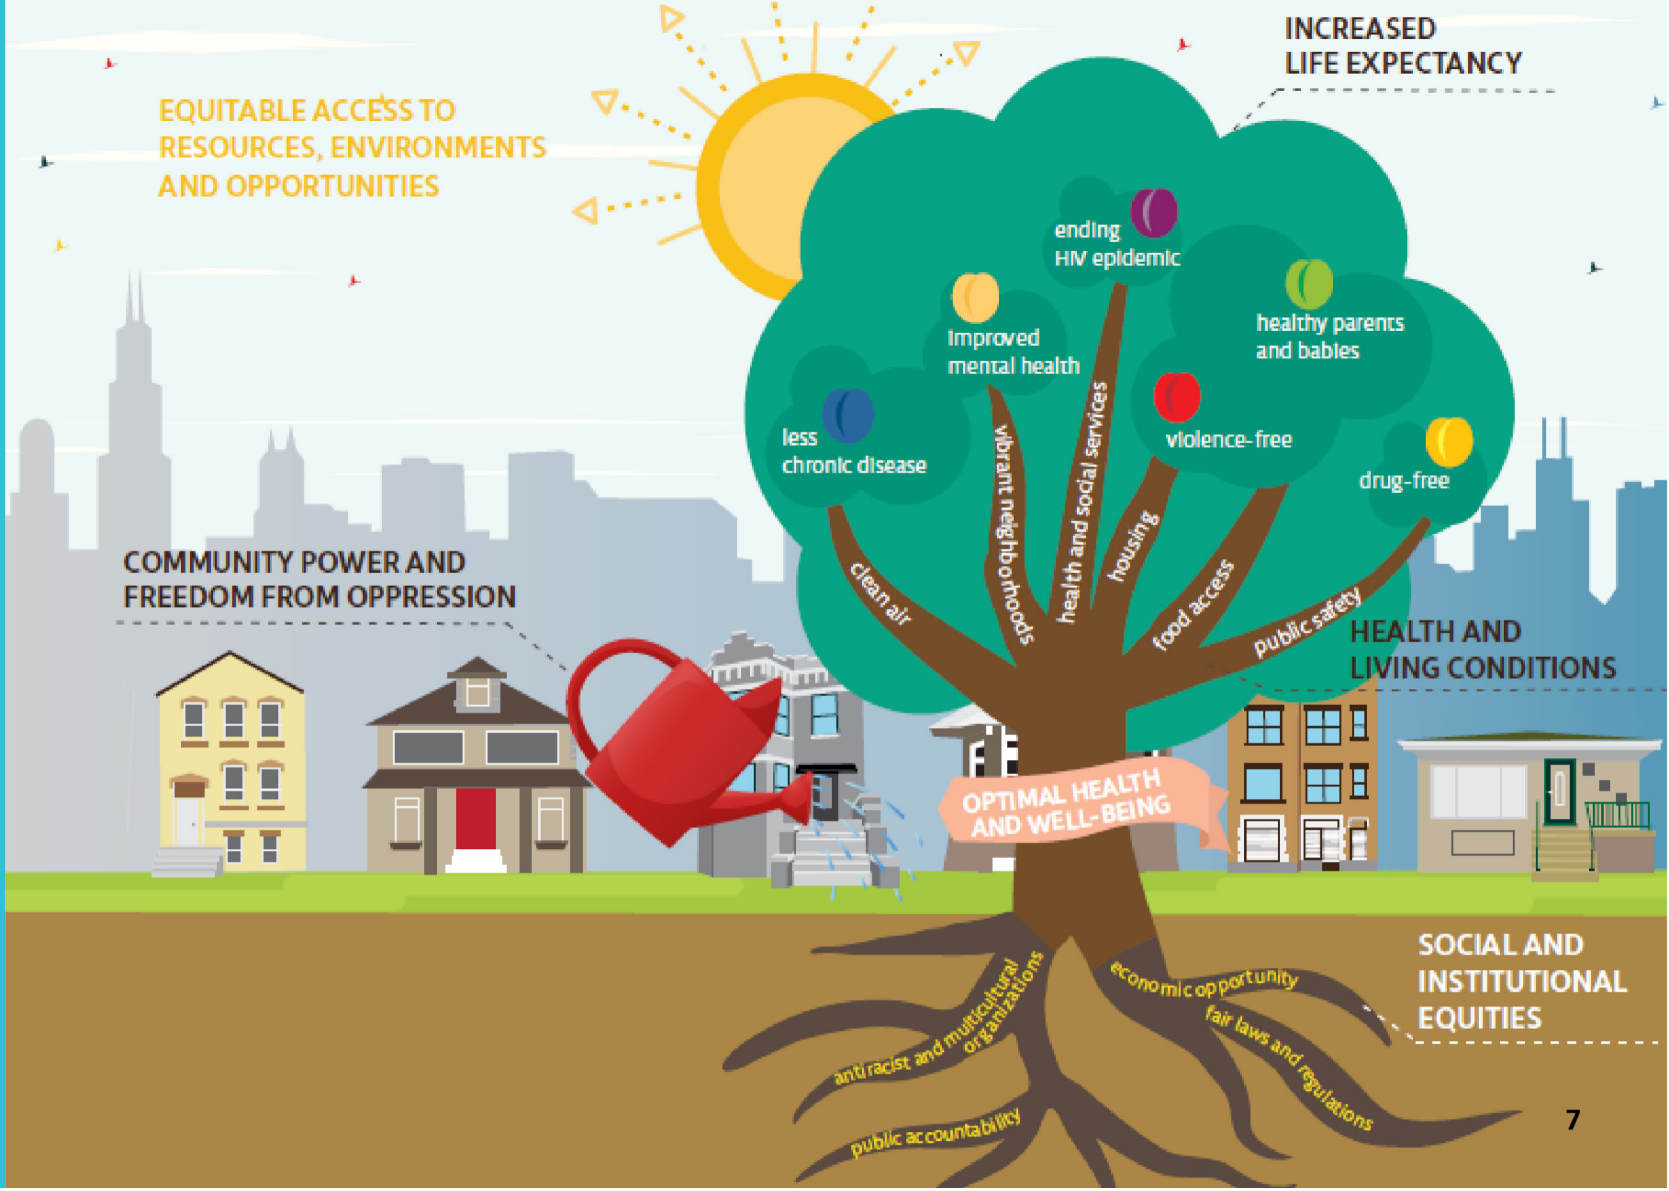 INCREASED
LIFE EXPECTANCY
EQUITABLE ACCESS TO
RESOURCES, ENVIRONMENTS
AND OPPORTUNITIES
ending
HIV epidemic
improved
mental health
healthy parents
and babies
less
chronic disease
violence-free
drug-free
clean air
vibrant neighborhoods
health and social services
housing
food access
public safety
COMMUNITY POWER AND
FREEDOM FROM OPPRESSION
HEALTH AND
LIVING CONDITIONS
OPTIMAL HEALTH
AND WELL-BEING
SOCIAL AND
INSTITUTIONAL
EQUITIES
antiracist and multicultural
organizations
public accountability
economic opportunity
fair laws and regulations
7